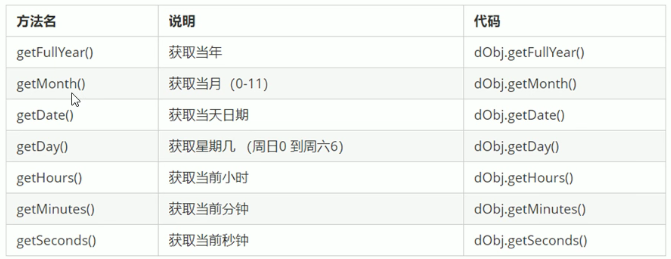 方法名 说明 代码
getFullYear() 获取当年 dObj.getFullYear()
getMonth() 获取当月（0-11） dObj.getMonth()
getDate() 获取当天日期 dObj.getDate()
getDay() 获取星期几 （周日0 到周六6） dObj.getDay()
getHours() 获取当前小时 dObj.getHours()
getMinutes() 获取当前分钟 dObj.getMinutes()
getSeconds() 获取当前秒钟 dObj.getSeconds()